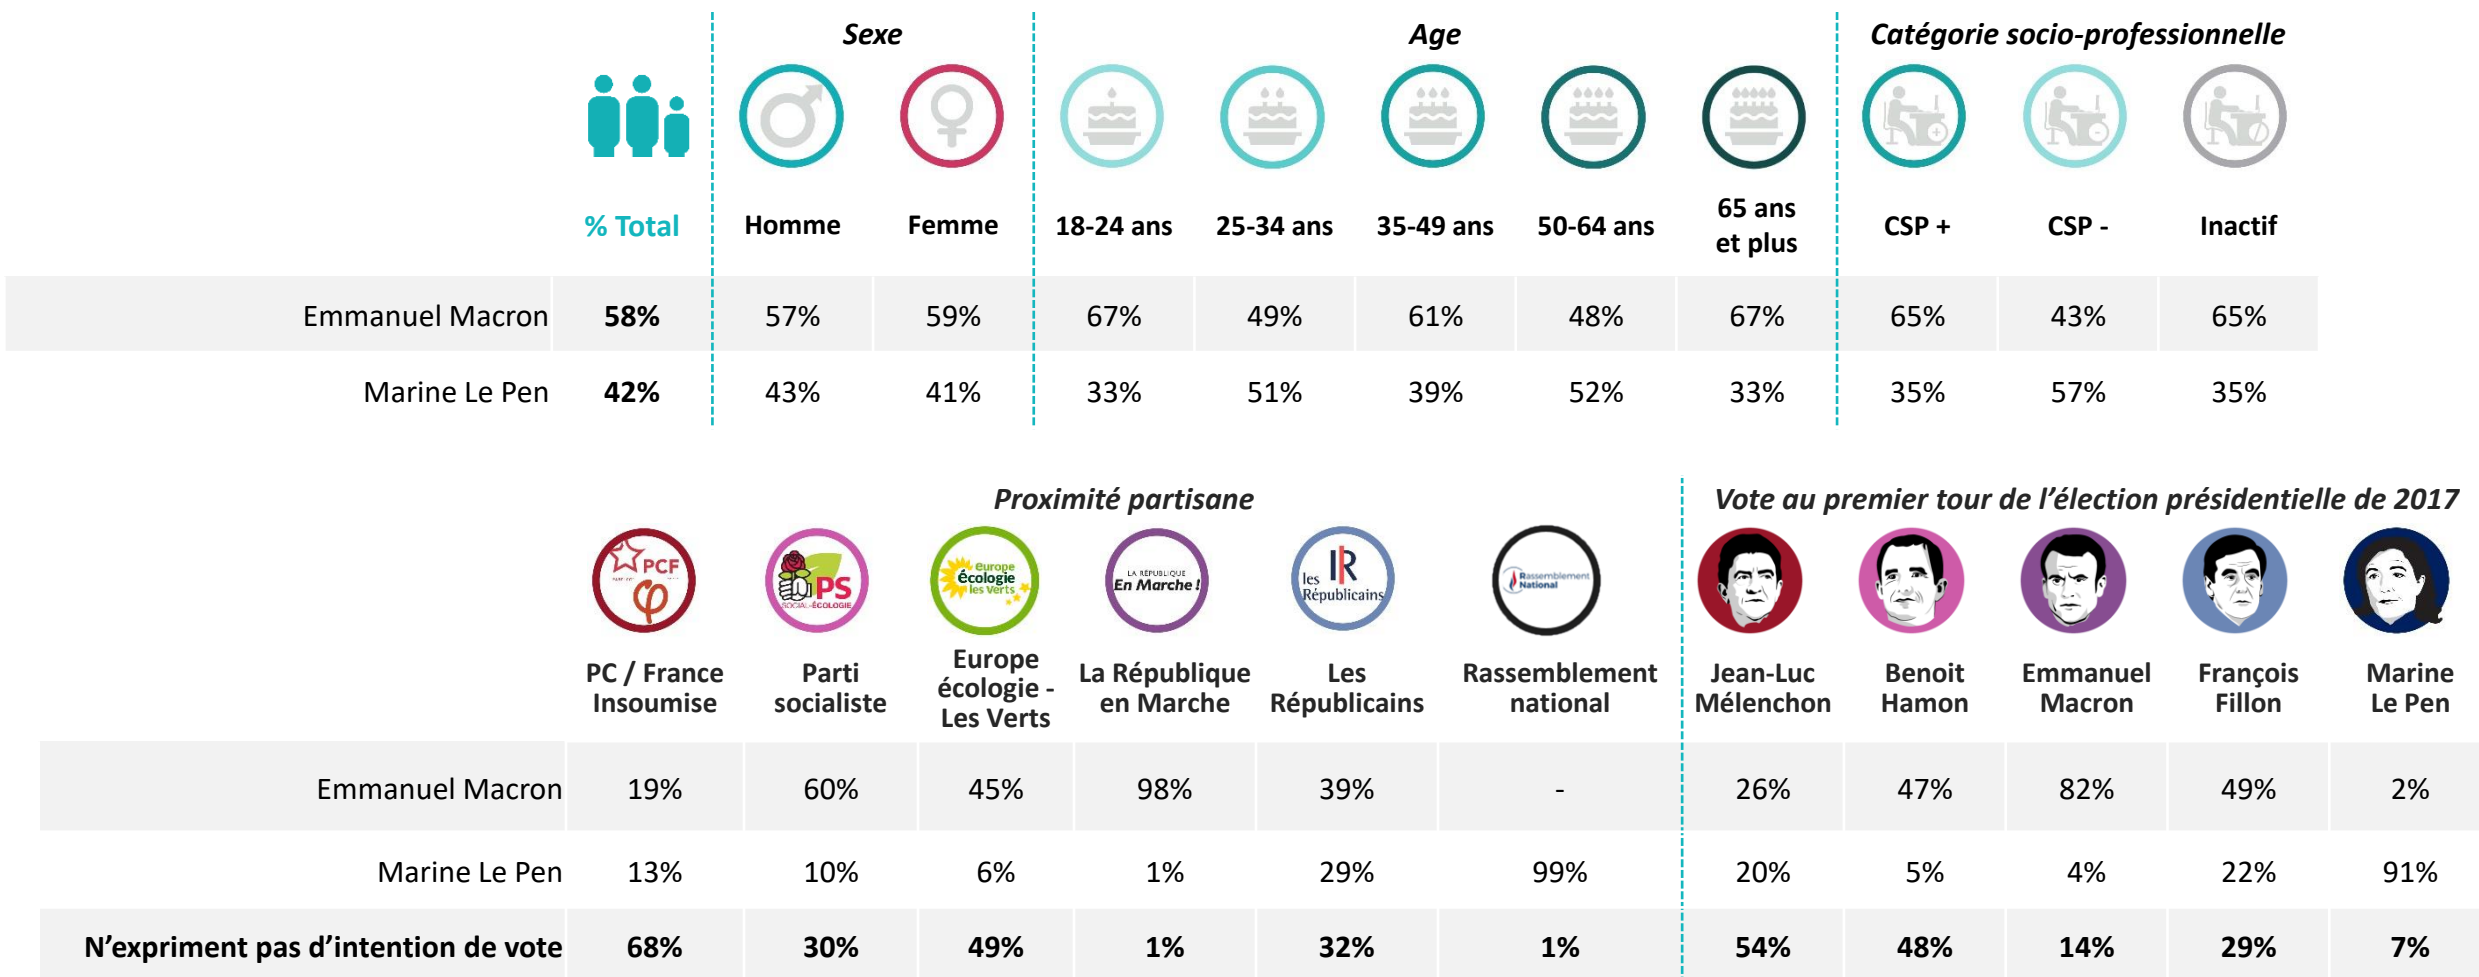 Sexe Age Catégorie socio-professionnelle
% Total Homme Femme 18-24 ans 25-34 ans 35-49 ans 50-64 ans 65 ans et plus CSP + CSP - Inactif
Emmanuel Macron 58% 57% 59% 67% 49% 61% 48% 67% 65% 43% 65%
Marine Le Pen 42% 43% 41% 33% 51% 39% 52% 33% 35% 57% 35%
Proximité partisane Vote au premier tour de l’élection présidentielle de 2017
PCF
PS
SOCIAL-ÉCOLOGIE
europe
écologie
les verts
LA RÉPUBLIQUE
En Marche !
les
Républicains
Rassemblement
National
PC / France Insoumise Parti socialiste Europe écologie - Les Verts La République en Marche Les Républicains Rassemblement national Jean-Luc Mélenchon Benoit Hamon Emmanuel Macron François Fillon Marine Le Pen
Emmanuel Macron 19% 60% 45% 98% 39% - 26% 47% 82% 49% 2%
Marine Le Pen 13% 10% 6% 1% 29% 99% 20% 5% 4% 22% 91%
N’expriment pas d’intention de vote 68% 30% 49% 1% 32% 1% 54% 48% 14% 29% 7%